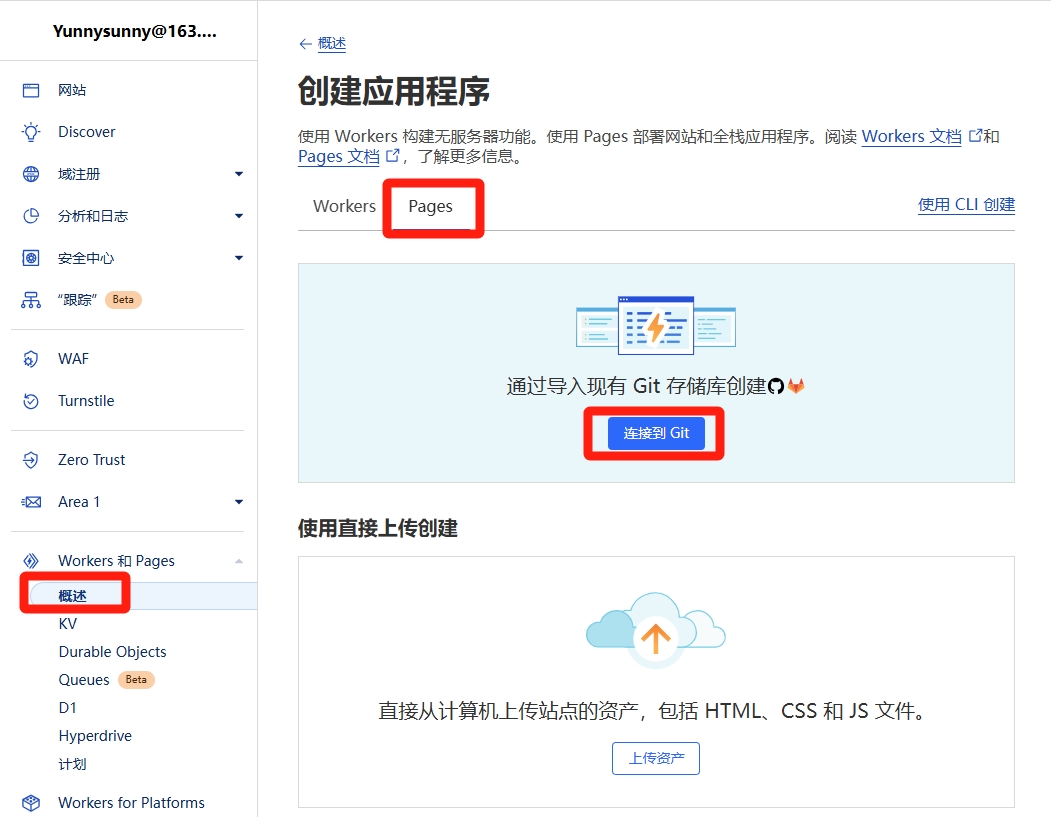 Yunnysunny@163....
网站
Discover
域注册
分析和日志
安全中心
“跟踪” Beta
WAF
Turnstile
Zero Trust
Area 1
Workers 和 Pages
概述
KV
Durable Objects
Queues Beta
D1
Hyperdrive
计划
Workers for Platforms
← 概述
创建应用程序
使用 Workers 构建无服务器功能。使用 Pages 部署网站和全栈应用程序。阅读 Workers 文档 和
Pages 文档 ，了解更多信息。
Workers Pages 使用 CLI 创建
通过导入现有 Git 存储库创建
连接到 Git
使用直接上传创建
直接从计算机上传站点的资产，包括 HTML、CSS 和 JS 文件。
上传资产